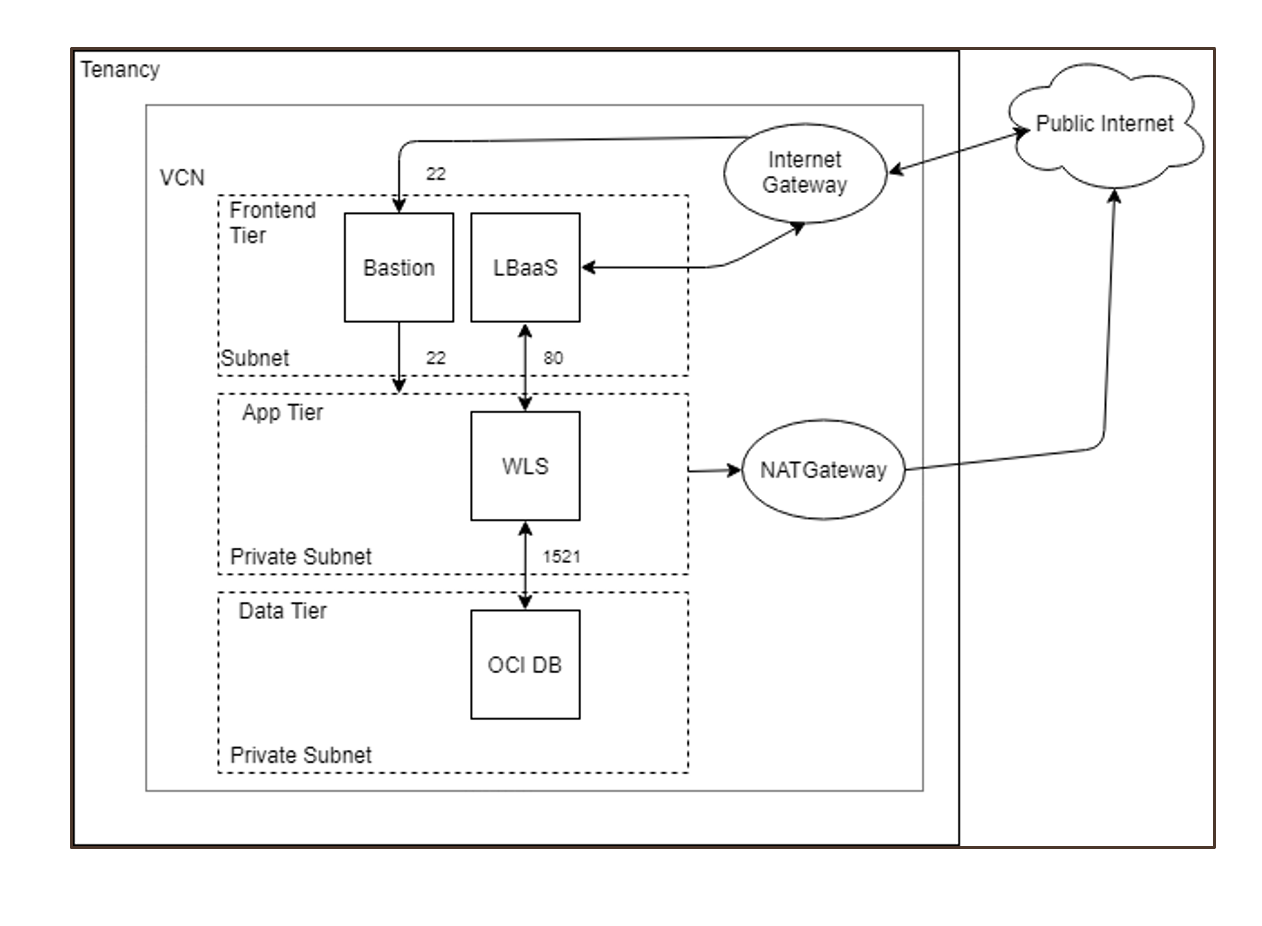 Tenancy
Public Internet
Internet
Gateway
VCN
22
Frontend
Tier
Bastion
LBaaS
Subnet
22
80
App Tier
WLS
NATGateway
Private Subnet
1521
Data Tier
OCI DB
Private Subnet